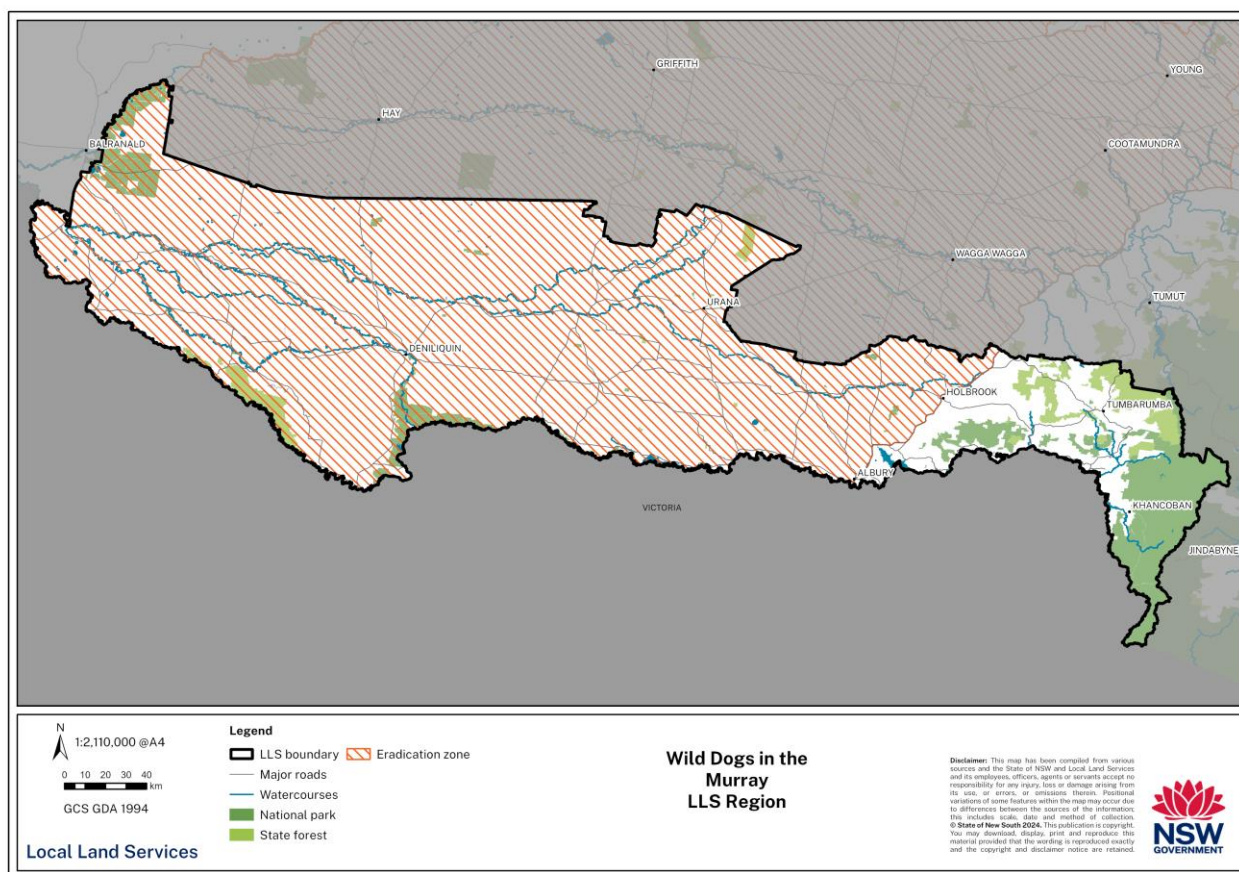 GRIFFITH
YOUNG
HAY
BALRANALD
COOTAMUNDRA
WAGGA WAGGA
TUMUT
URANA
DENILIQUIN
HOLBROOK
TUMBARUMBA
ALBURY
VICTORIA
KHANCOBAN
JINDABYNE
N
1:2,110,000 @A4
0 10 20 30 40
km
GCS GDA 1994
Local Land Services
Legend
LLS boundary
Eradication zone
Major roads
Watercourses
National park
State forest
Wild Dogs in the
Murray
LLS Region
Disclaimer: This map has been compiled from various
sources and the State of NSW and Local Land Services
and its employees, officers, agents or servants accept no
responsibility for any injury, loss or damage arising from
its use, or errors, or omissions therein. Positional
variations of some features within the map may occur due
to differences between the sources of the information;
this includes scale, date and method of collection.
© State of New South 2024. This publication is copyright.
You may download, display, print and reproduce this
material provided that the wording is reproduced exactly
and the copyright and disclaimer notice are retained.
NSW
GOVERNMENT